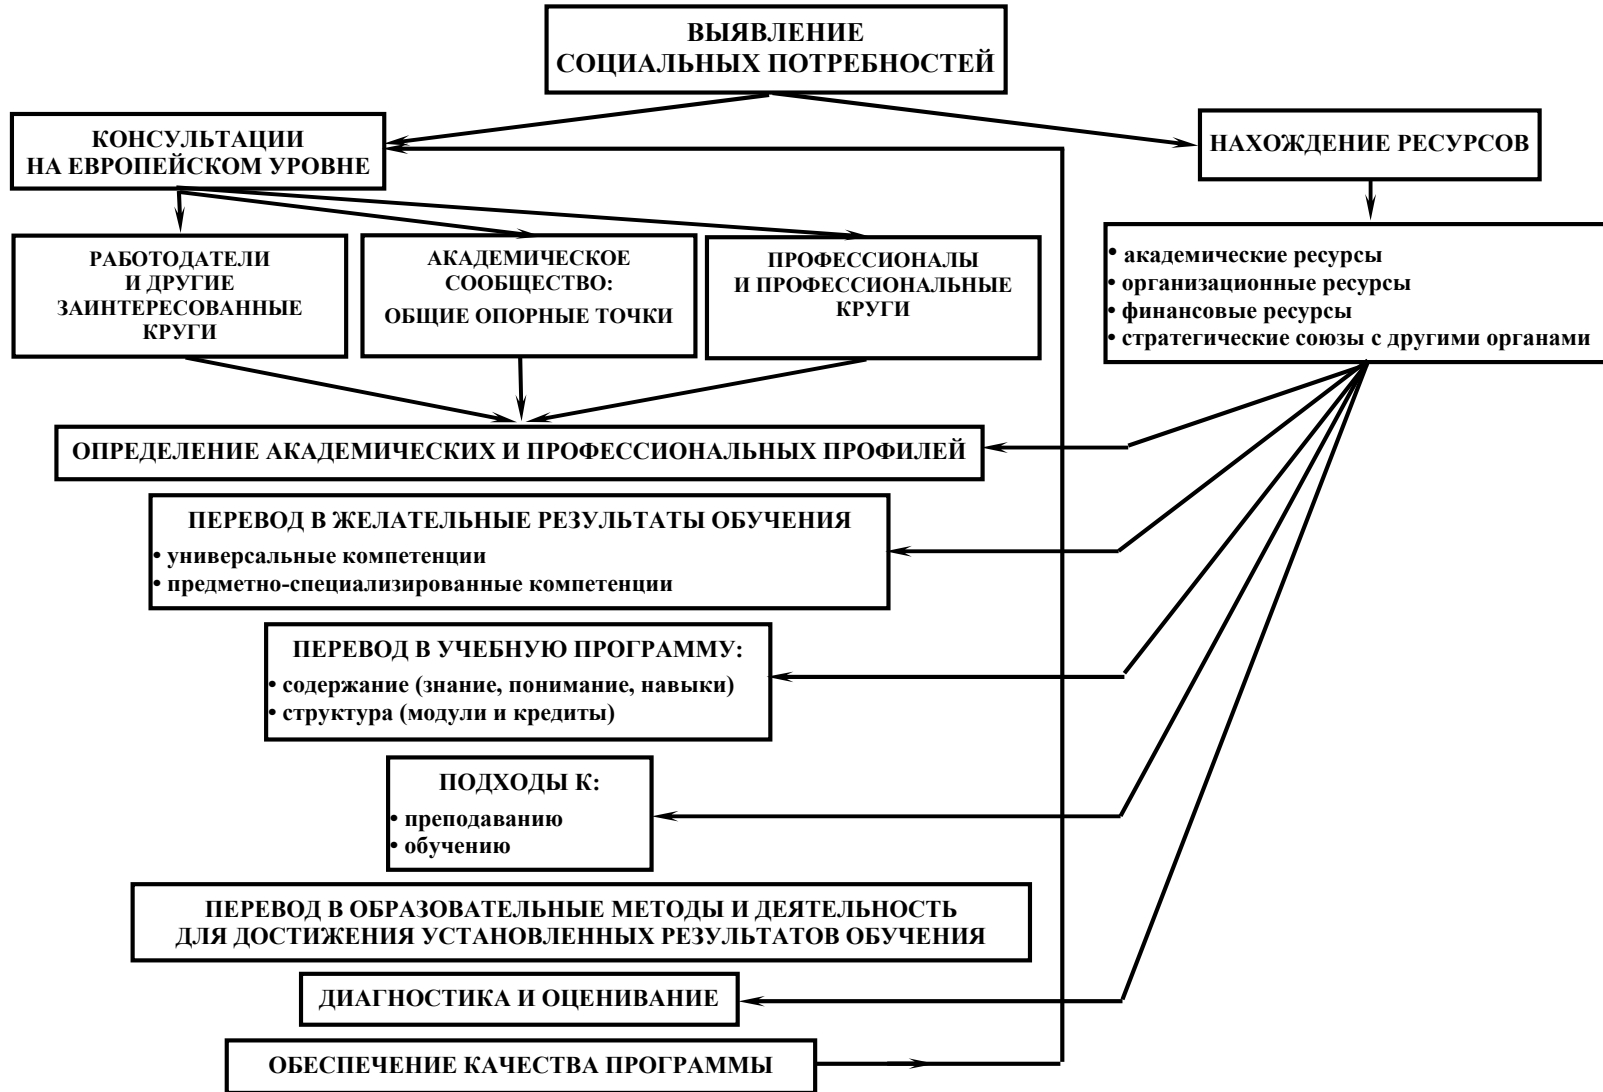 ВЫЯВЛЕНИЕ
СОЦИАЛЬНЫХ ПОТРЕБНОСТЕЙ
КОНСУЛЬТАЦИИ
НА ЕВРОПЕЙСКОМ УРОВНЕ
НАХОЖДЕНИЕ РЕСУРСОВ
РАБОТОДАТЕЛИ
И ДРУГИЕ
ЗАИНТЕРЕСОВАННЫЕ
КРУГИ
АКАДЕМИЧЕСКОЕ
СООБЩЕСТВО:
ОБЩИЕ ОПОРНЫЕ ТОЧКИ
ПРОФЕССИОНАЛЫ
И ПРОФЕССИОНАЛЬНЫЕ
КРУГИ
• академические ресурсы
• организационные ресурсы
• финансовые ресурсы
• стратегические союзы с другими органами
ОПРЕДЕЛЕНИЕ АКАДЕМИЧЕСКИХ И ПРОФЕССИОНАЛЬНЫХ ПРОФИЛЕЙ
ПЕРЕВОД В ЖЕЛАТЕЛЬНЫЕ РЕЗУЛЬТАТЫ ОБУЧЕНИЯ
• универсальные компетенции
• предметно-специализированные компетенции
ПЕРЕВОД В УЧЕБНУЮ ПРОГРАММУ:
• содержание (знание, понимание, навыки)
• структура (модули и кредиты)
ПОДХОДЫ К:
• преподаванию
• обучению
ПЕРЕВОД В ОБРАЗОВАТЕЛЬНЫЕ МЕТОДЫ И ДЕЯТЕЛЬНОСТЬ
ДЛЯ ДОСТИЖЕНИЯ УСТАНОВЛЕННЫХ РЕЗУЛЬТАТОВ ОБУЧЕНИЯ
ДИАГНОСТИКА И ОЦЕНИВАНИЕ
ОБЕСПЕЧЕНИЕ КАЧЕСТВА ПРОГРАММЫ